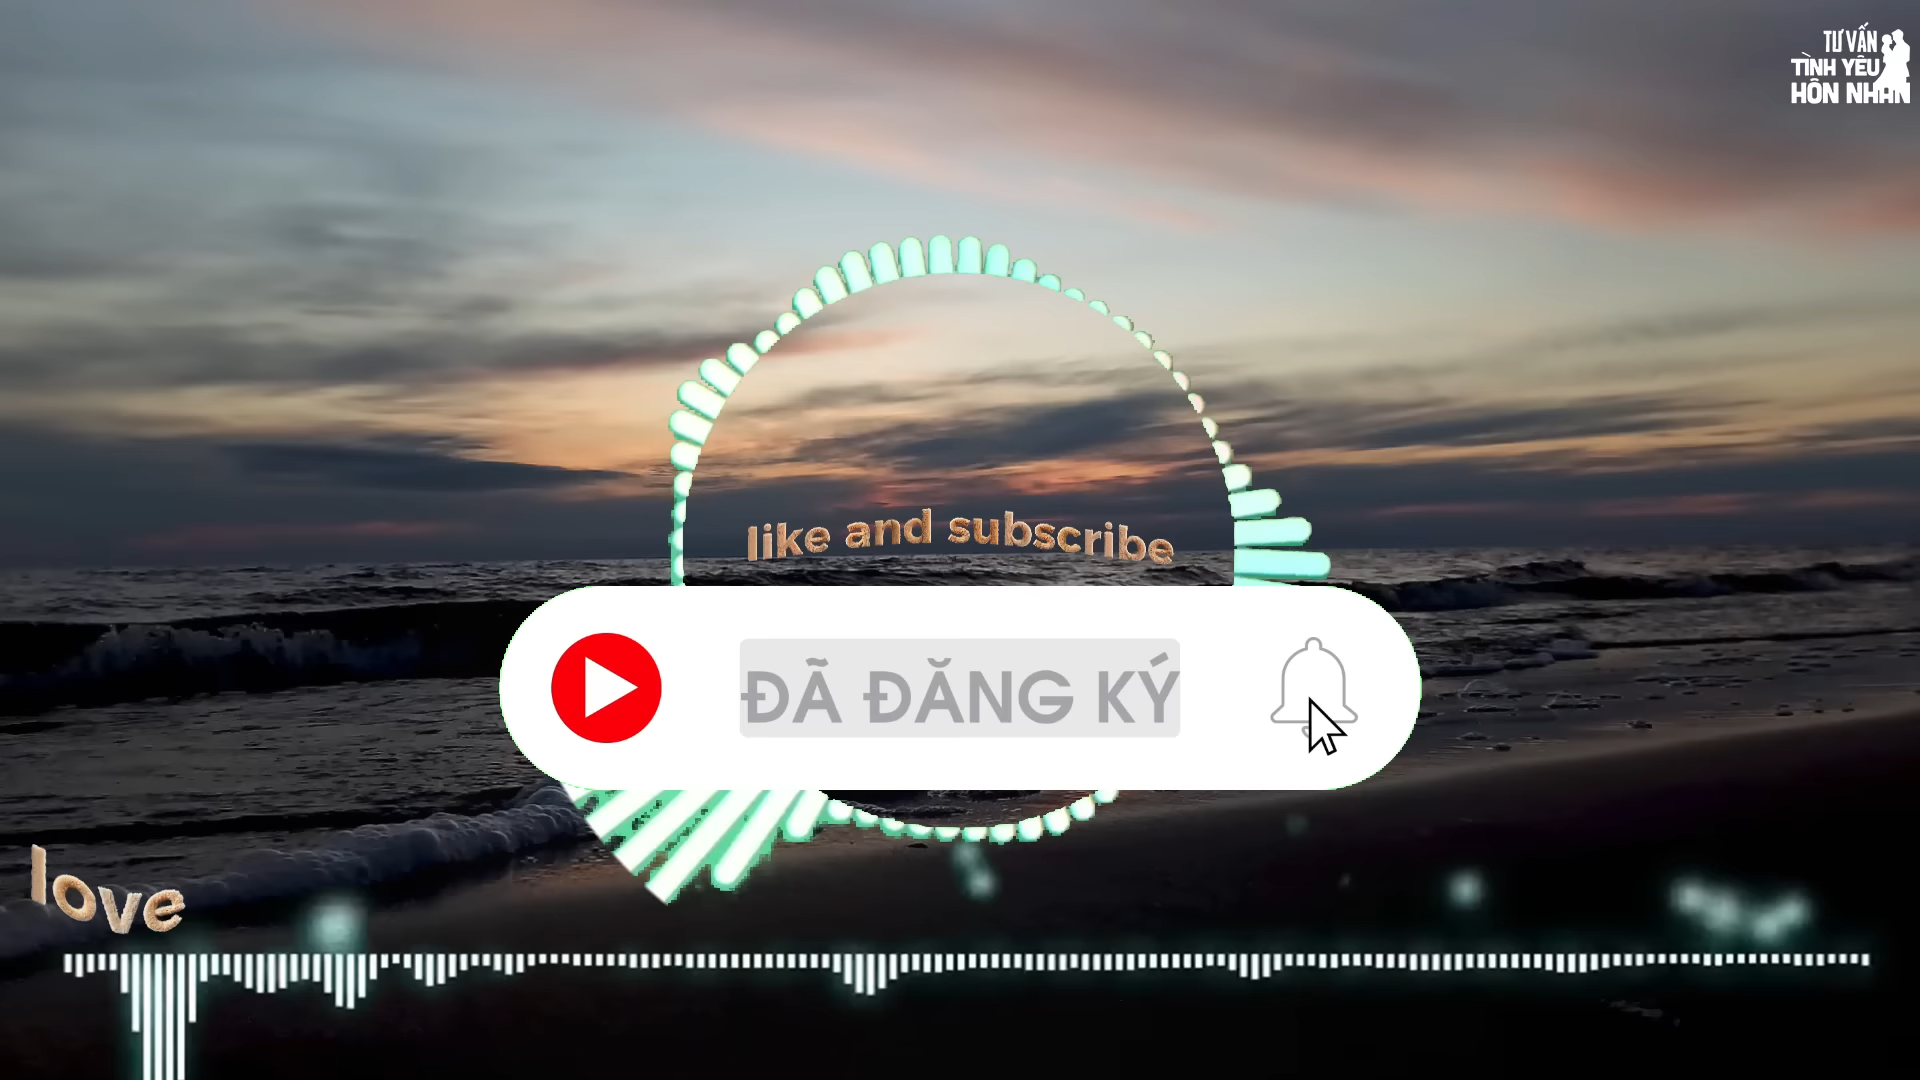 TƯ VẤN
TÌNH YÊU
HÔN NHÂN
like and subscribe
ĐÃ ĐĂNG KÝ
love